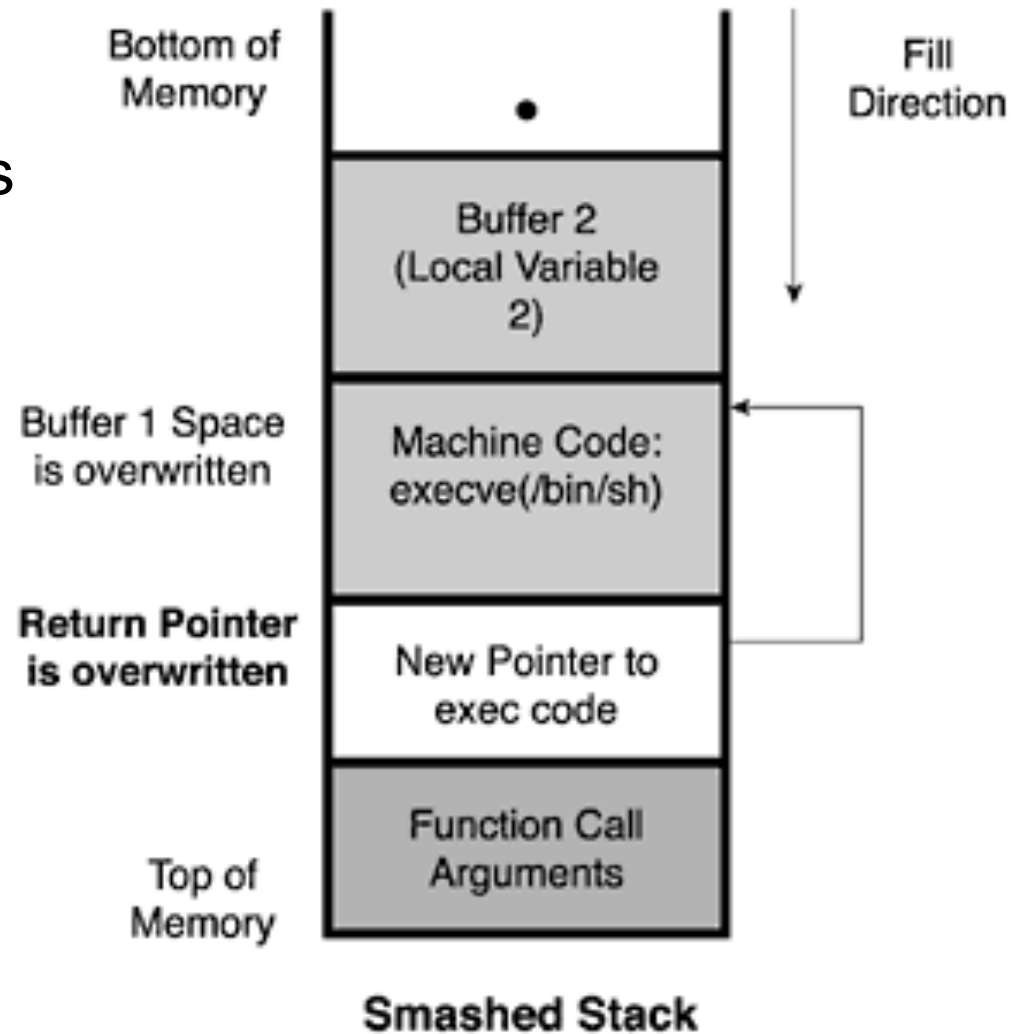 Bottom of
Memory
Fill
Direction
s
Buffer 2
(Local Variable
2)
Buffer 1 Space
is overwritten
Machine Code:
execve(/bin/sh)
Return Pointer
is overwritten
New Pointer to
exec code
Function Call
Arguments
Top of
Memory
Smashed Stack